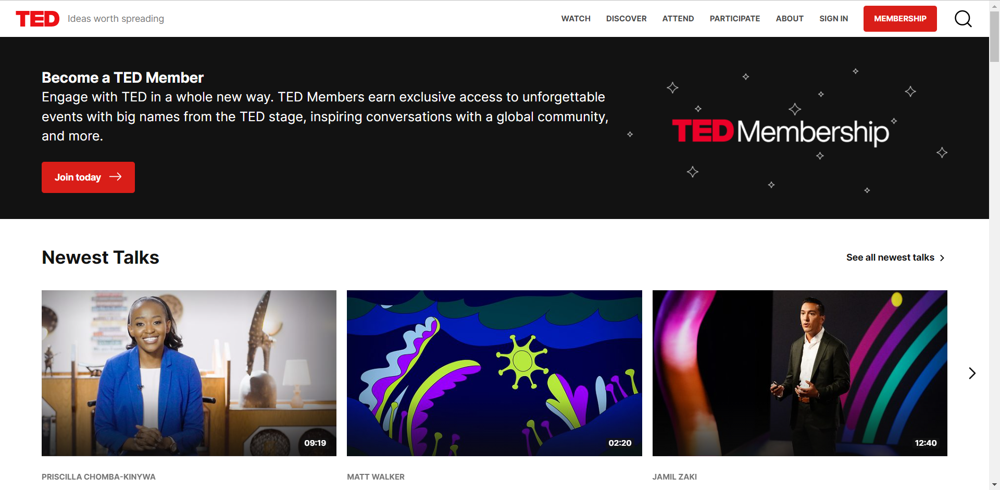 TED Ideas worth spreading
WATCH DISCOVER ATTEND PARTICIPATE ABOUT SIGN IN MEMBERSHIP
Become a TED Member
Engage with TED in a whole new way. TED Members earn exclusive access to unforgettable
events with big names from the TED stage, inspiring conversations with a global community,
and more.
Join today
TED Membership
Newest Talks
See all newest talks
09:19
02:20
12:40
PRISCILLA CHOMBA-KINYWA
MATT WALKER
JAMIL ZAKI